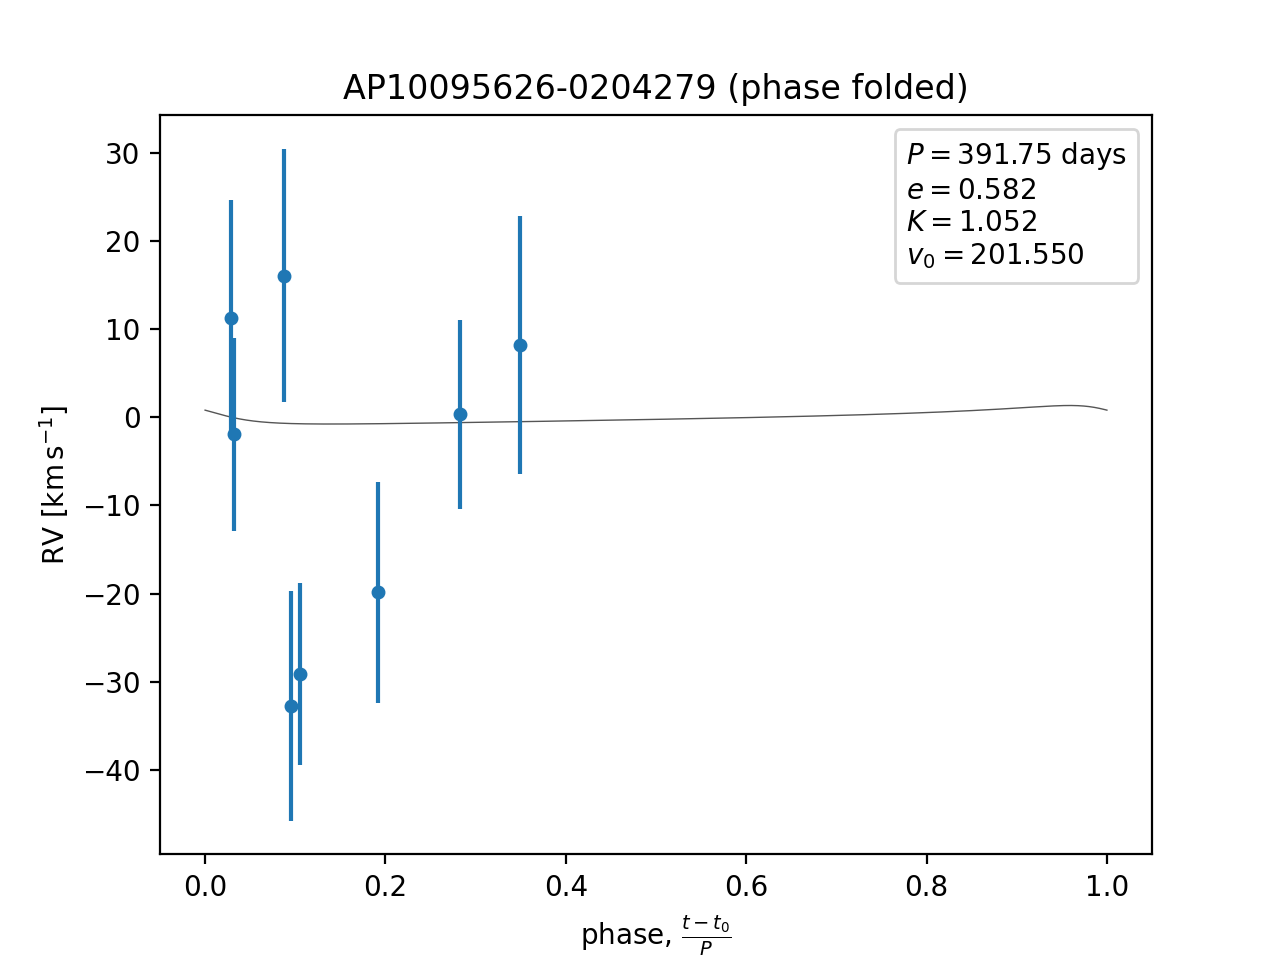 AP10095626-0204279 (phase folded)
P = 391.75 days
e = 0.582
K = 1.052
v₀ = 201.550
30
20
10
0
−10
−20
−30
−40
RV [km s⁻¹]
0.0 0.2 0.4 0.6 0.8 1.0
phase, (t − t₀)/P